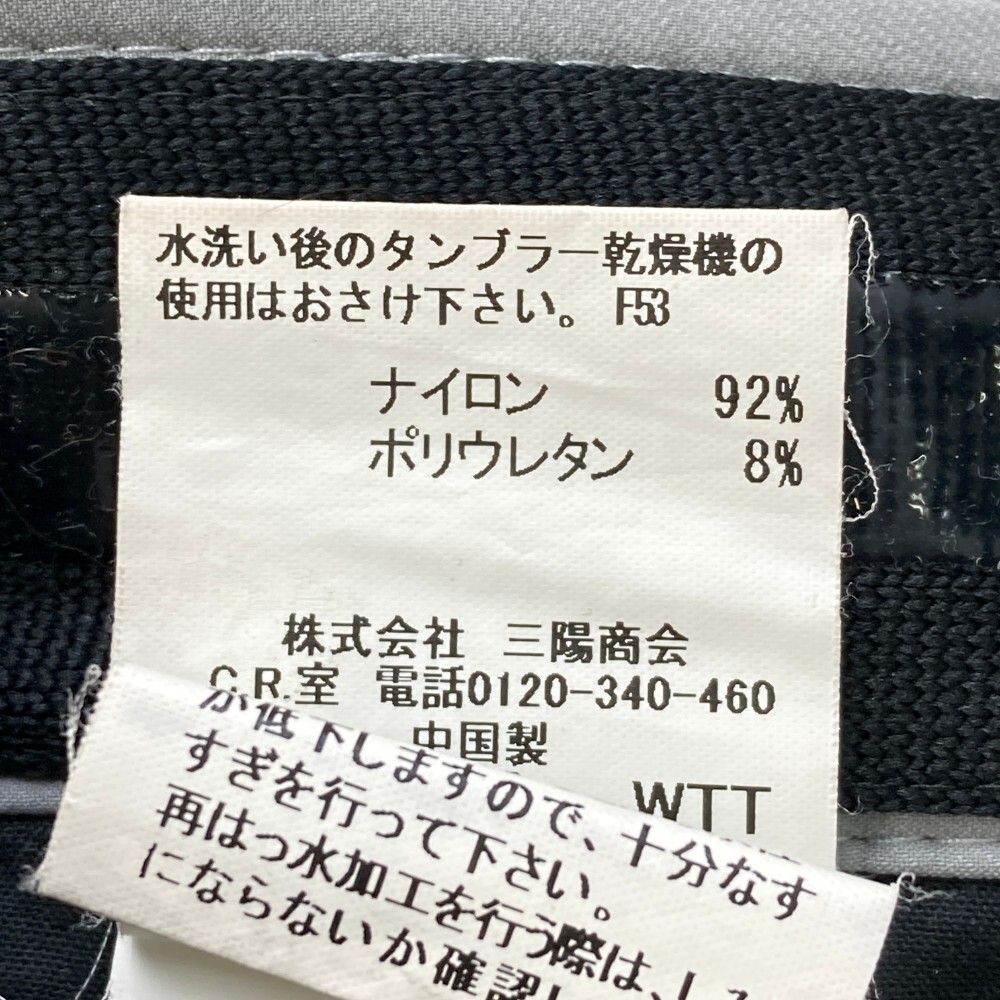 水洗い後のタンブラー乾燥機の
使用はおさけ下さい。 F53
ナイロン 92%
ポリウレタン 8%
株式会社 三陽商会
C.R.室 電話0120-340-460
中国製
WTT
が低下しますので、十分なす
すぎを行って下さい。
再はっ水加工を行う際は、し
にならないか確認し